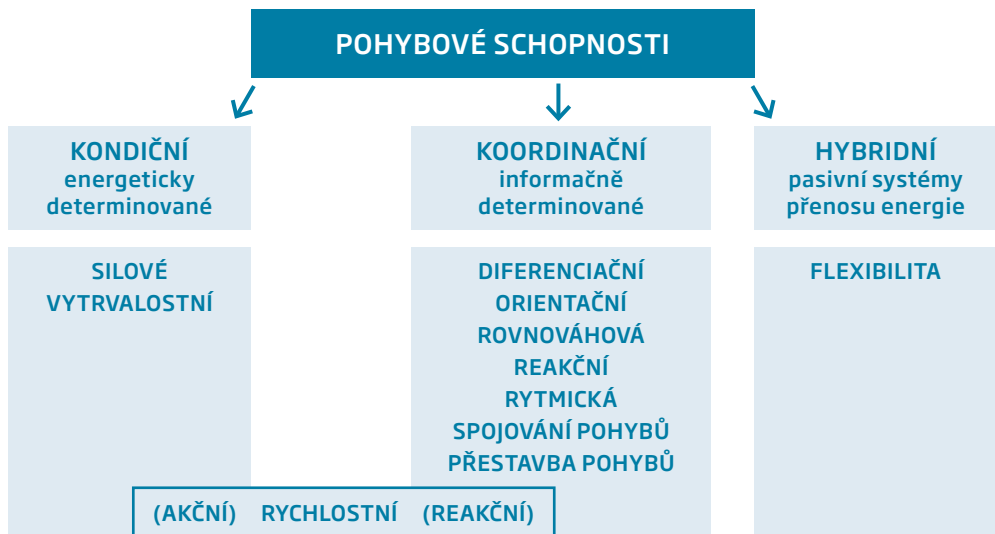 POHYBOVÉ SCHOPNOSTI
KONDIČNÍ
energeticky
determinované
KOORDINAČNÍ
informačně
determinované
HYBRIDNÍ
pasivní systémy
přenosu energie
SILOVÉ
VYTRVALOSTNÍ
DIFERENCIAČNÍ
ORIENTAČNÍ
ROVNOVÁHOVÁ
REAKČNÍ
RYTMICKÁ
SPOJOVÁNÍ POHYBŮ
PŘESTAVBA POHYBŮ
FLEXIBILITA
(AKČNÍ) RYCHLOSTNÍ (REAKČNÍ)